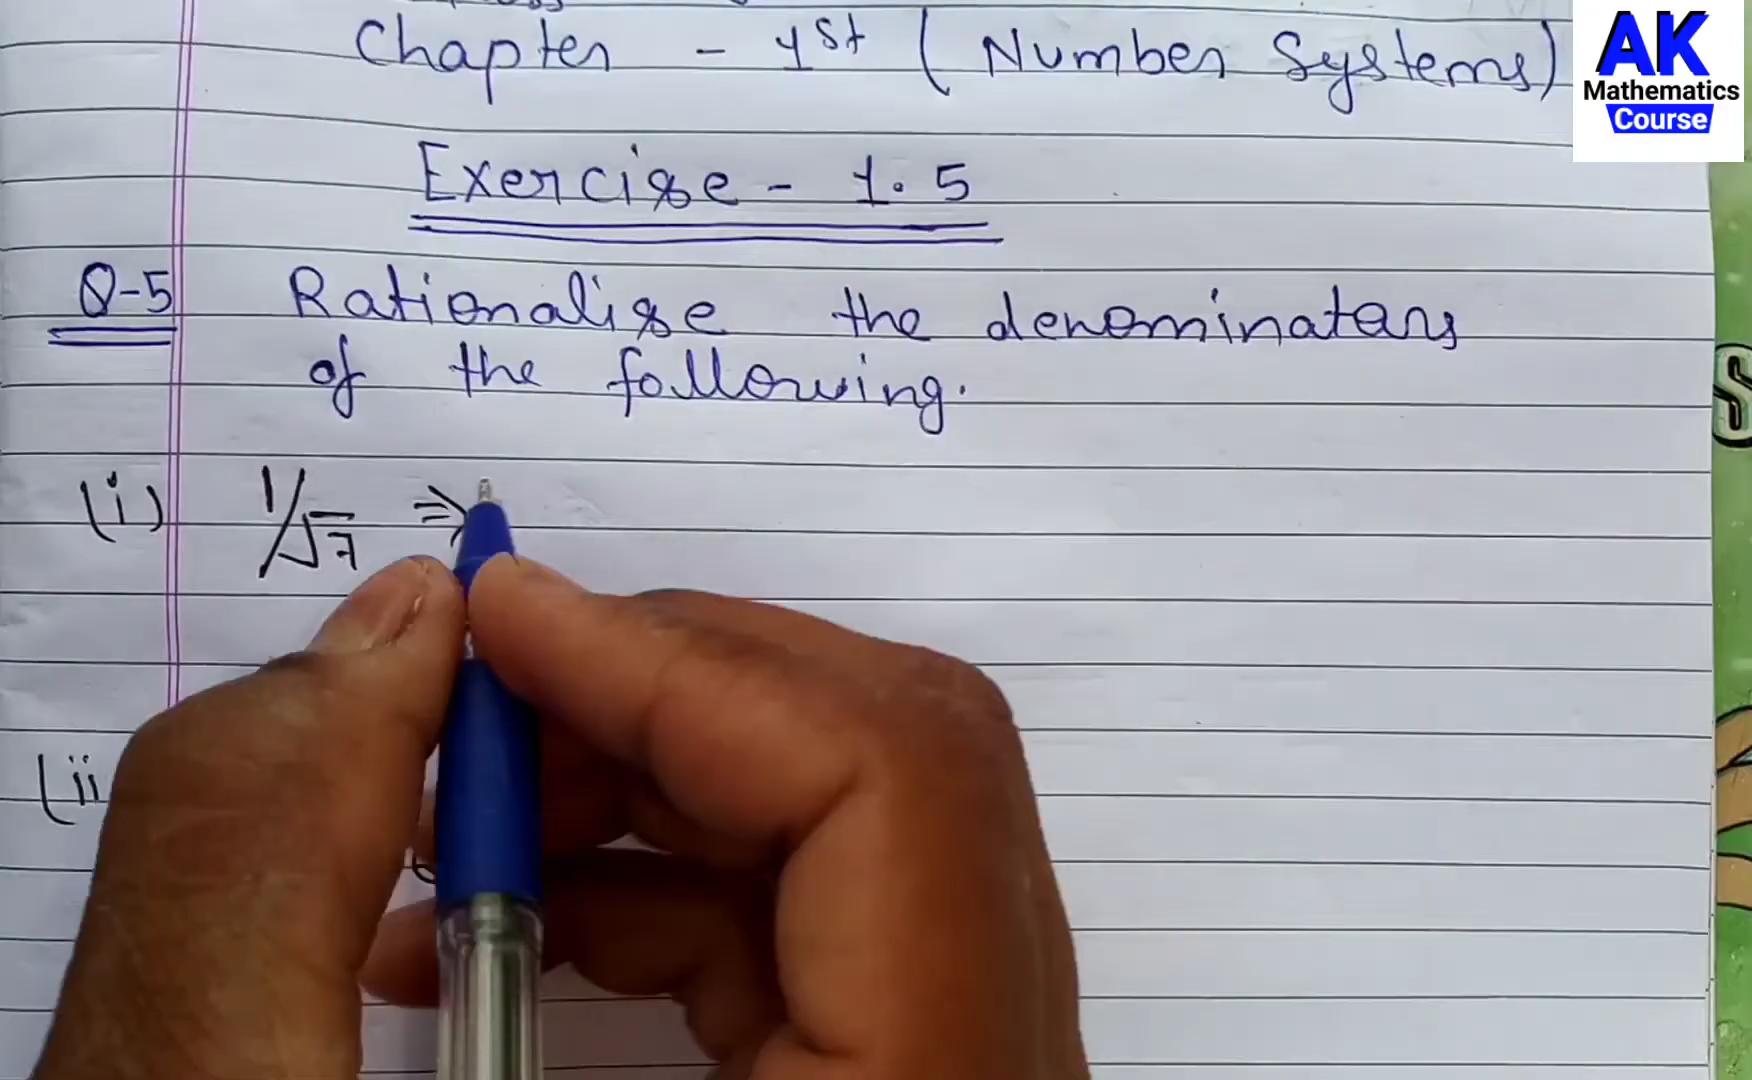 Chapter - 1st ( Number Systems)
AK
Mathematics
Course
Exercise - 1.5
Q-5 Rationalise the denominators
of the following.
(i) 1/√7 ⇒
(ii
S